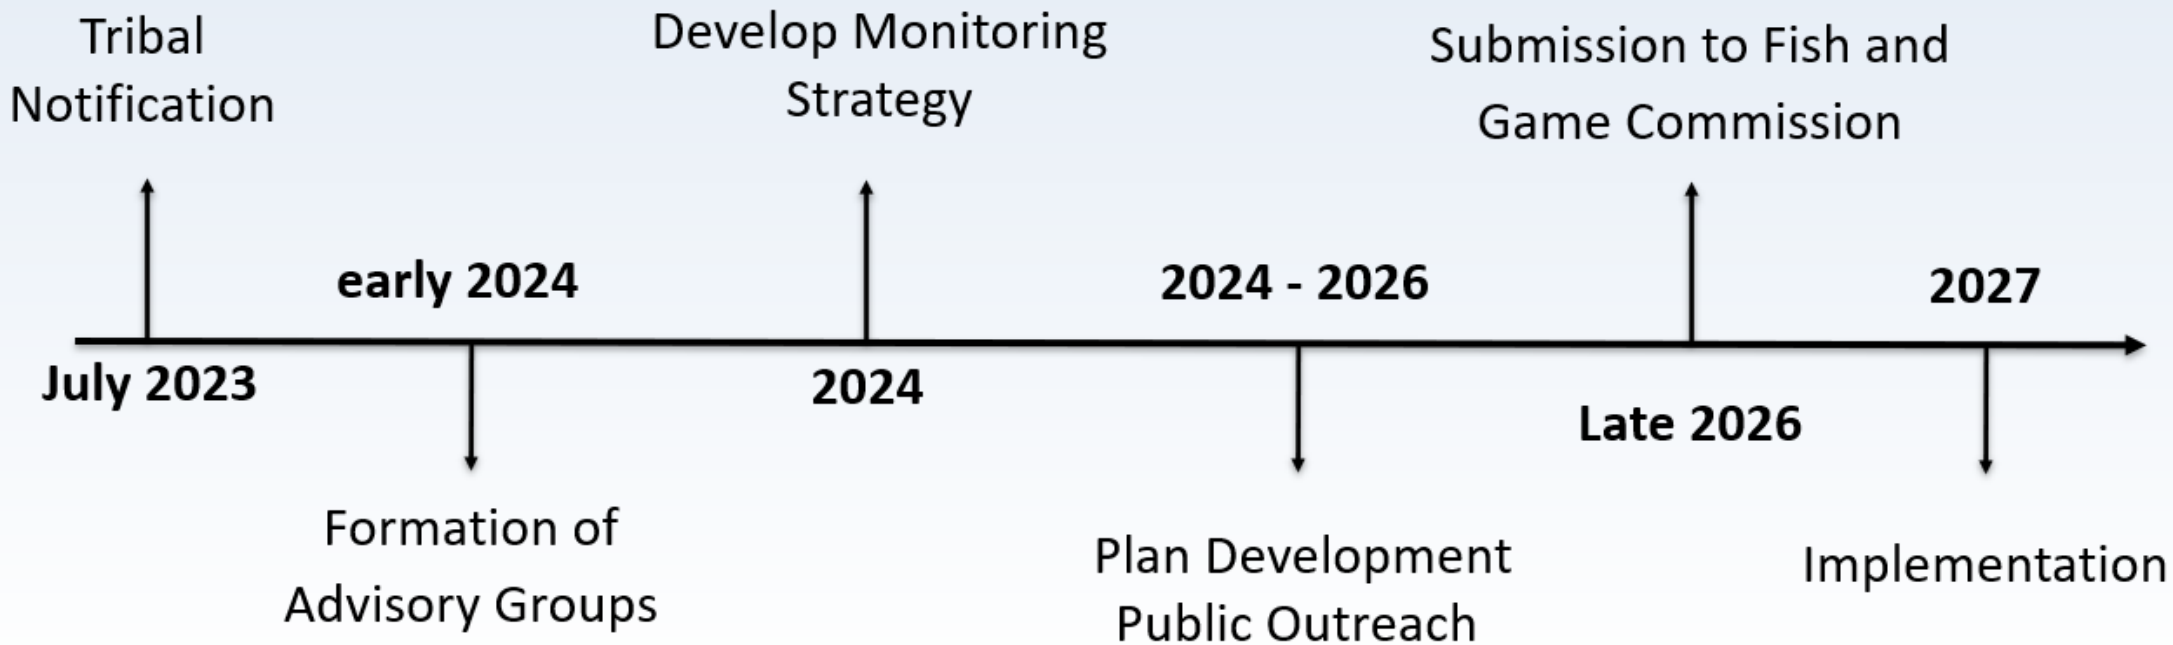 Tribal
Notification
Develop Monitoring
Strategy
Submission to Fish and
Game Commission
early 2024
2024 - 2026
2027
July 2023
2024
Late 2026
Formation of
Advisory Groups
Plan Development
Public Outreach
Implementation